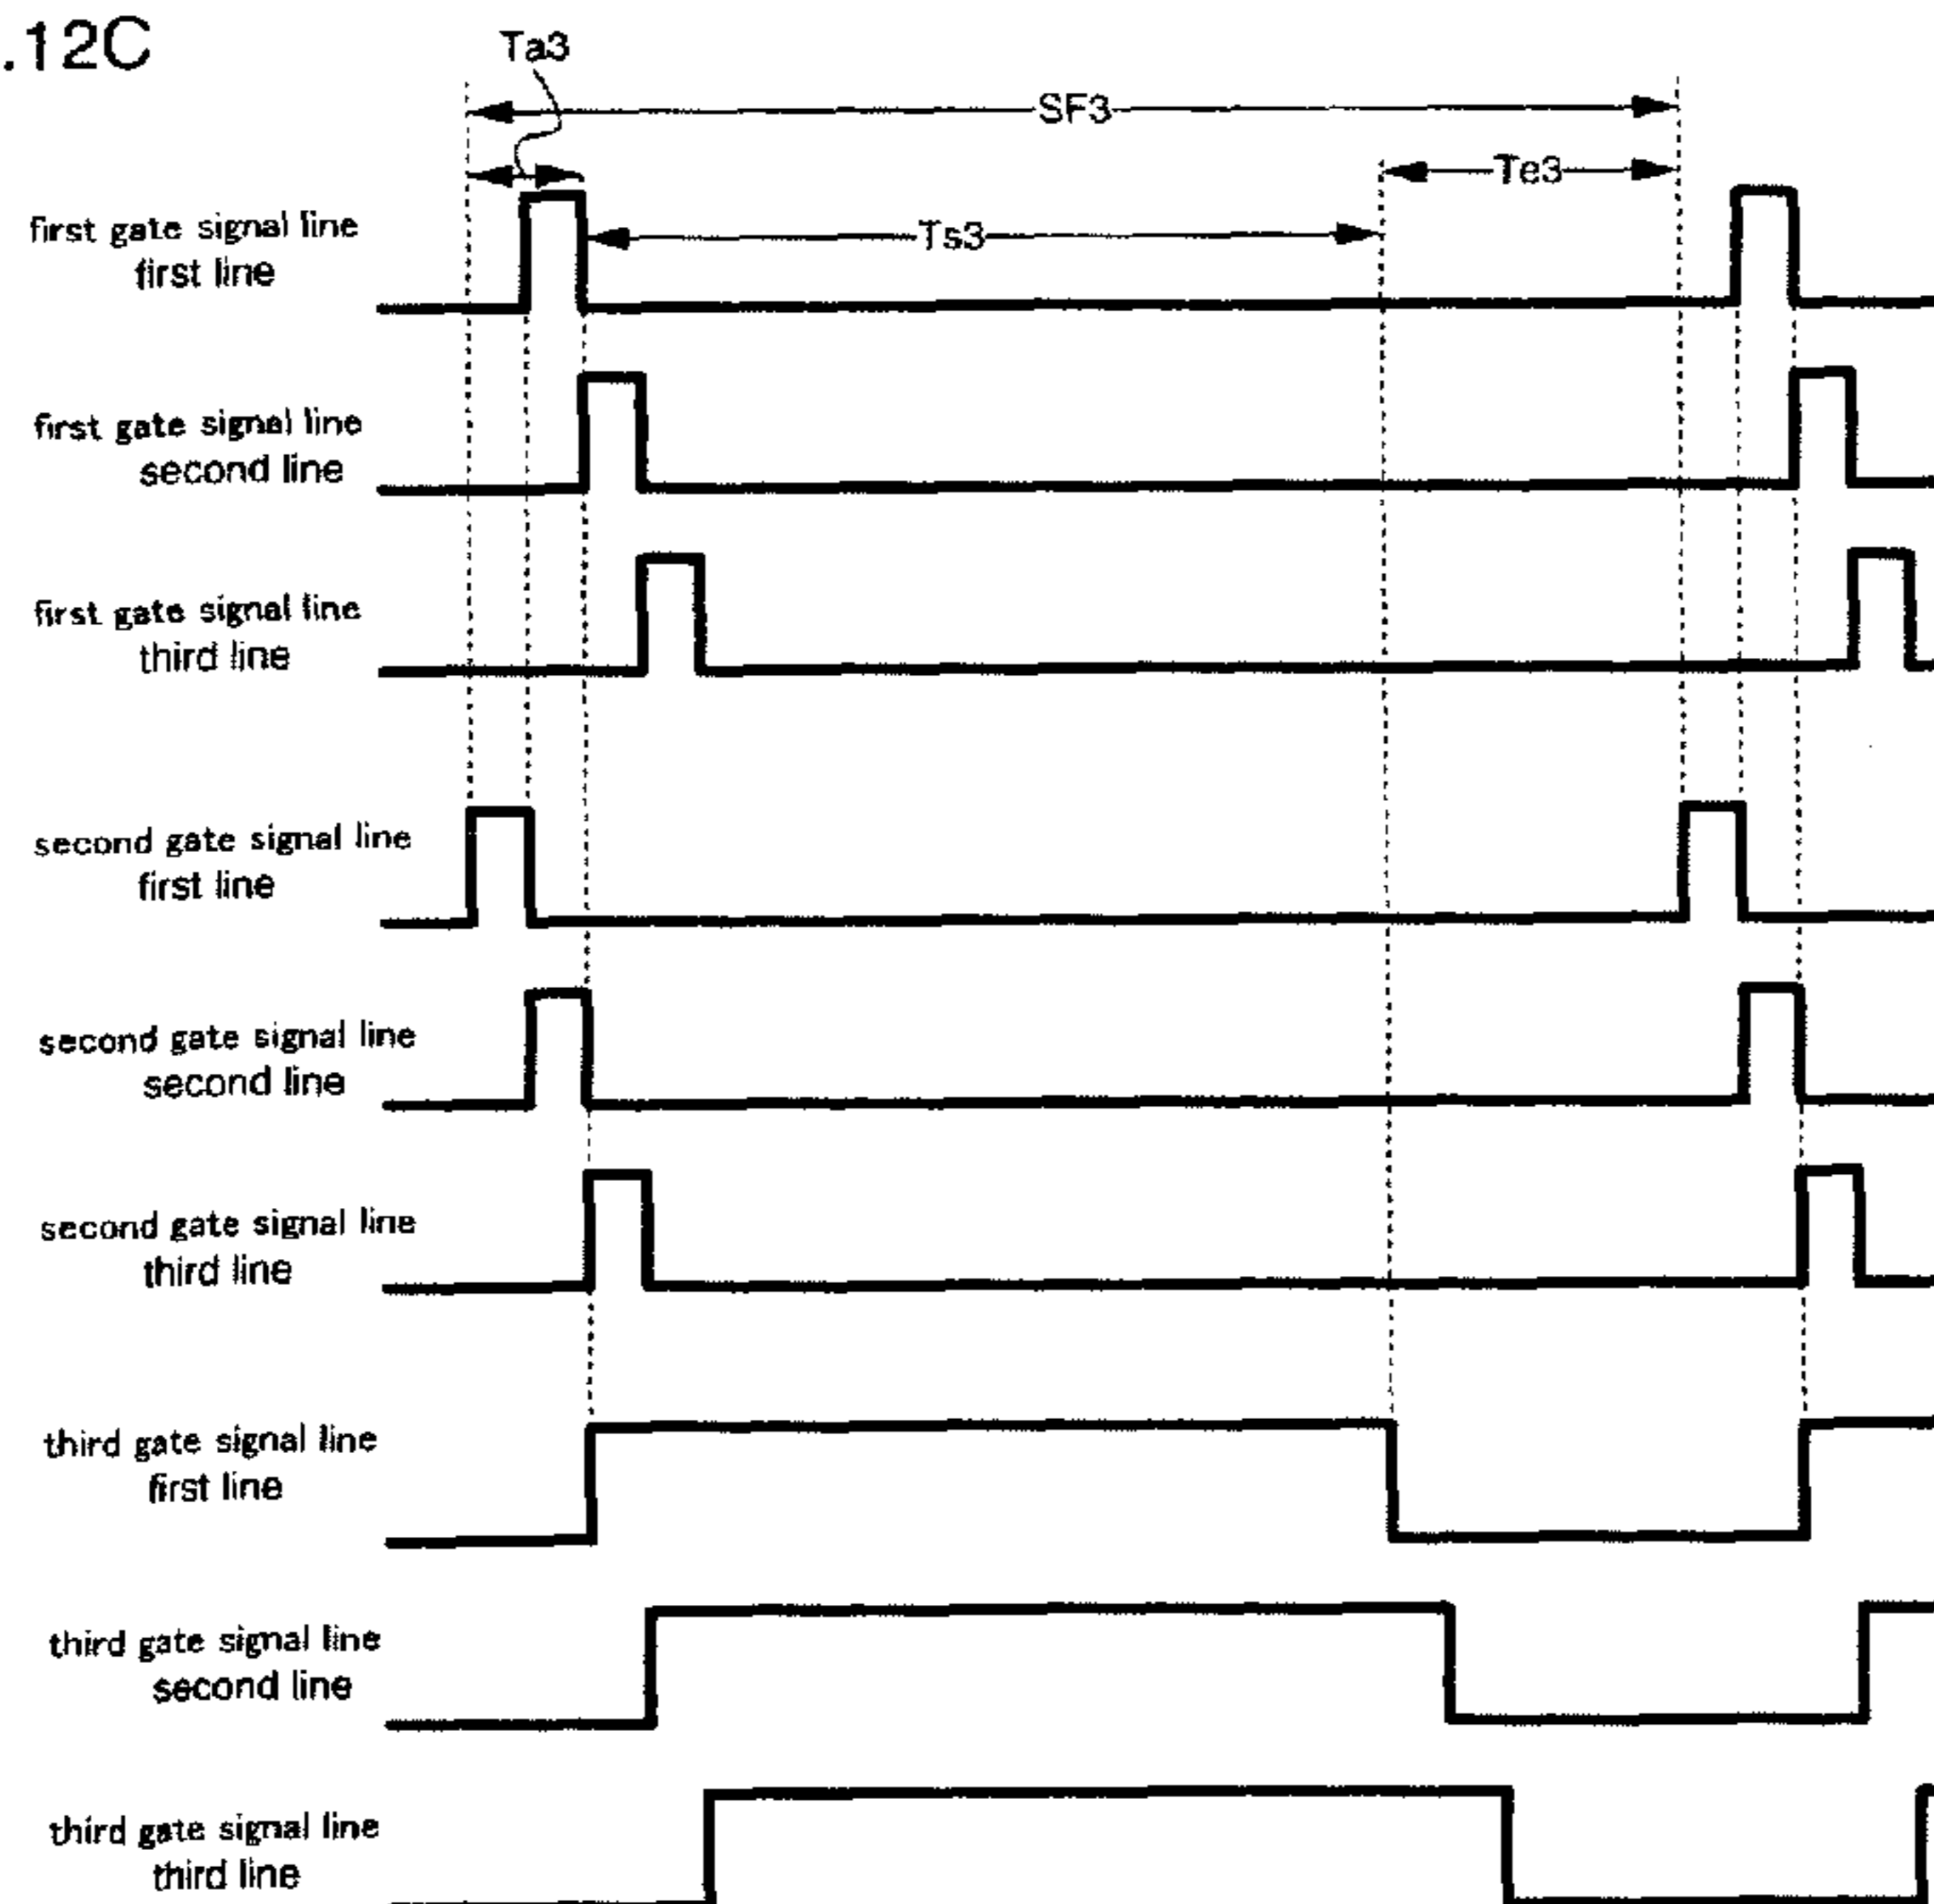 .12C
Ta3
SF3
Te3
Ts3
first gate signal line
first line
first gate signal line
second line
first gate signal line
third line
second gate signal line
first line
second gate signal line
second line
second gate signal line
third line
third gate signal line
first line
third gate signal line
second line
third gate signal line
third line